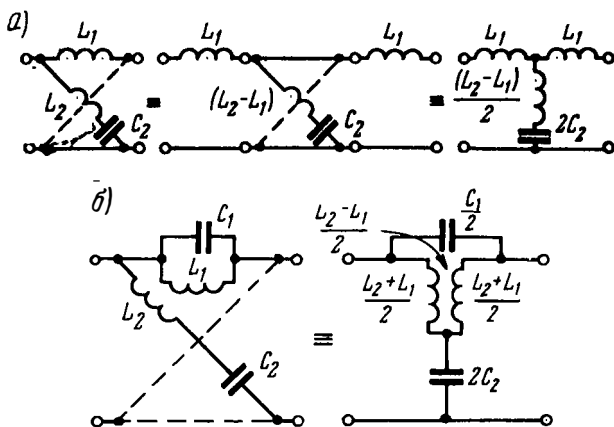 а)
L₁
L₂
C₂
≡
L₁
(L₂-L₁)
C₂
L₁
≡
L₁
L₁
(L₂-L₁)
2
2C₂
б)
C₁
L₁
L₂
C₂
≡
L₂-L₁
2
C₁
2
L₂+L₁
2
L₂+L₁
2
2C₂